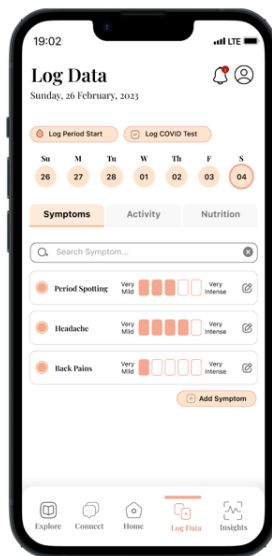 19:02 LTE
Log Data
Sunday, 26 February, 2023
Log Period Start Log COVID Test
Su M Tu W Th F S
26 27 28 01 02 03 04
Symptoms Activity Nutrition
Search Symptom...
Period Spotting Very Mild Very Intense
Headache Very Mild Very Intense
Back Pains Very Mild Very Intense
Add Symptom
Explore Connect Home Log Data Insights